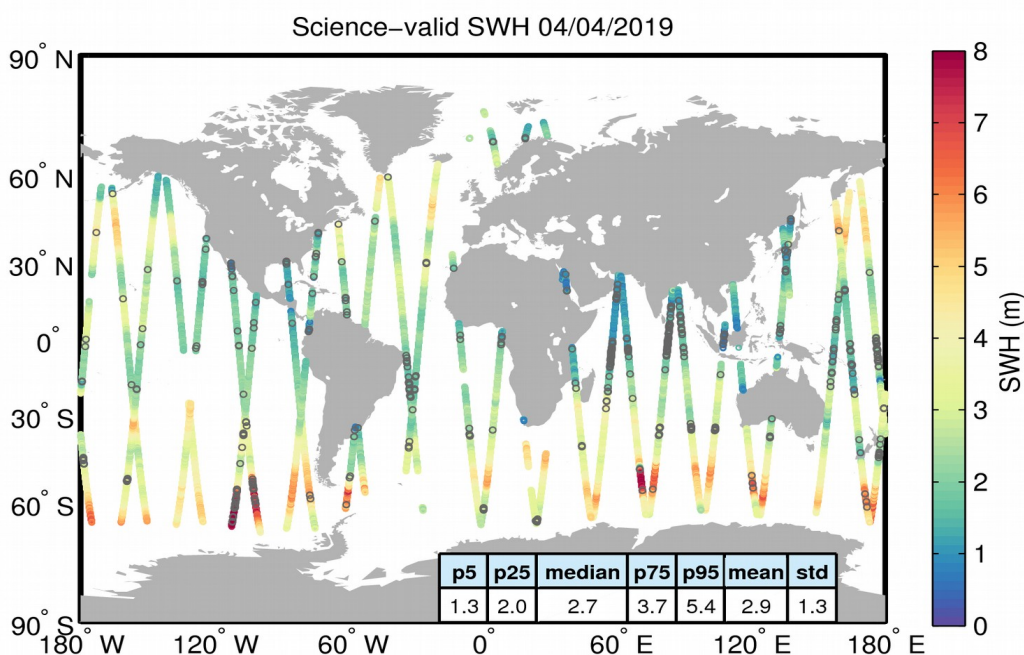 Science−valid SWH 04/04/2019
90° N
60° N
30° N
0°
30° S
60° S
90° S
180° W
120° W
60° W
0°
60° E
120° E
180° E
p5 p25 median p75 p95 mean std
1.3 2.0 2.7 3.7 5.4 2.9 1.3
8
7
6
5
4
3
2
1
0
SWH (m)